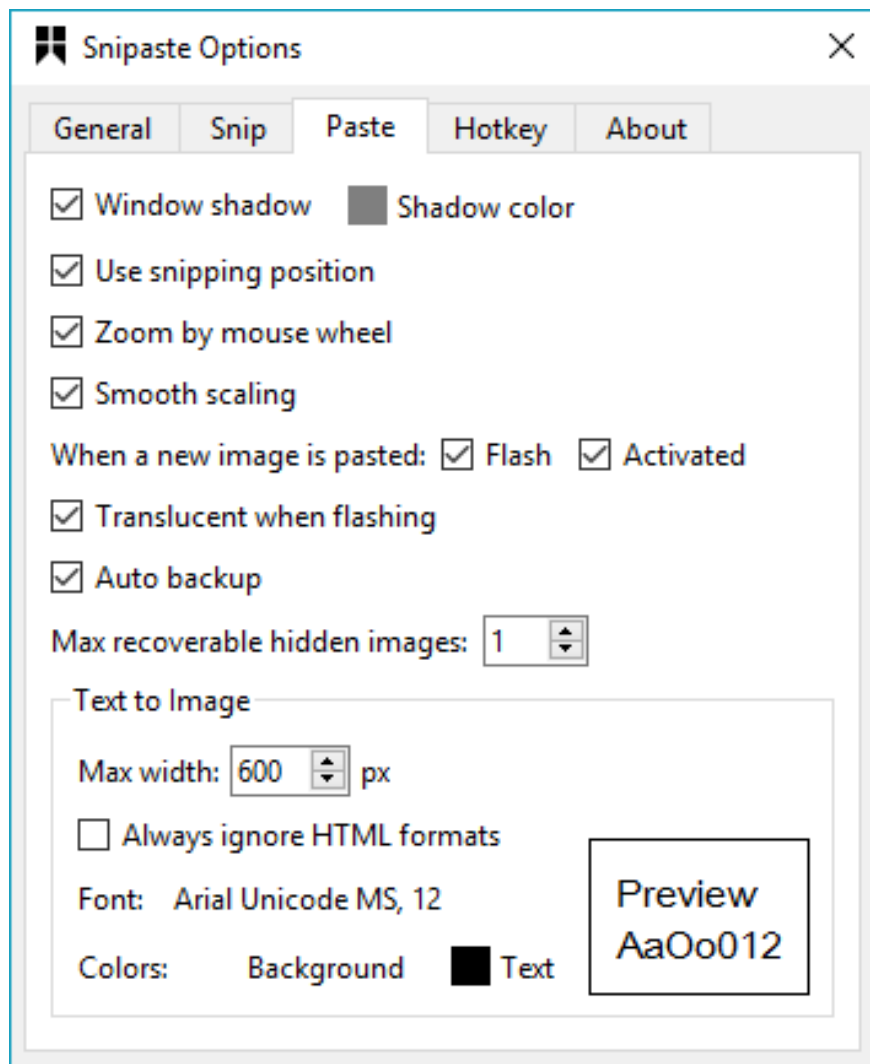 Snipaste Options
General Snip Paste Hotkey About
Window shadow Shadow color
Use snipping position
Zoom by mouse wheel
Smooth scaling
When a new image is pasted: Flash Activated
Translucent when flashing
Auto backup
Max recoverable hidden images: 1
Text to Image
Max width: 600 px
Always ignore HTML formats
Font: Arial Unicode MS, 12
Preview
AaOo012
Colors: Background Text